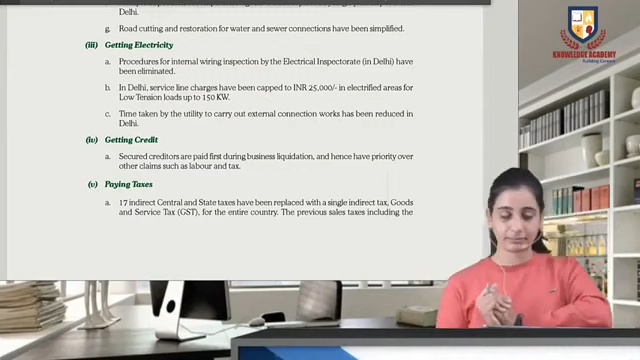 Delhi.
g. Road cutting and restoration for water and sewer connections have been simplified.
(iii) Getting Electricity
a. Procedures for internal wiring inspection by the Electrical Inspectorate (in Delhi) have
been eliminated.
b. In Delhi, service line charges have been capped to INR 25,000/- in electrified areas for
Low Tension loads up to 150 KW.
c. Time taken by the utility to carry out external connection works has been reduced in
Delhi.
(iv) Getting Credit
a. Secured creditors are paid first during business liquidation, and hence have priority over
other claims such as labour and tax.
(v) Paying Taxes
a. 17 indirect Central and State taxes have been replaced with a single indirect tax, Goods
and Service Tax (GST), for the entire country. The previous sales taxes including the
KNOWLEDGE ACADEMY